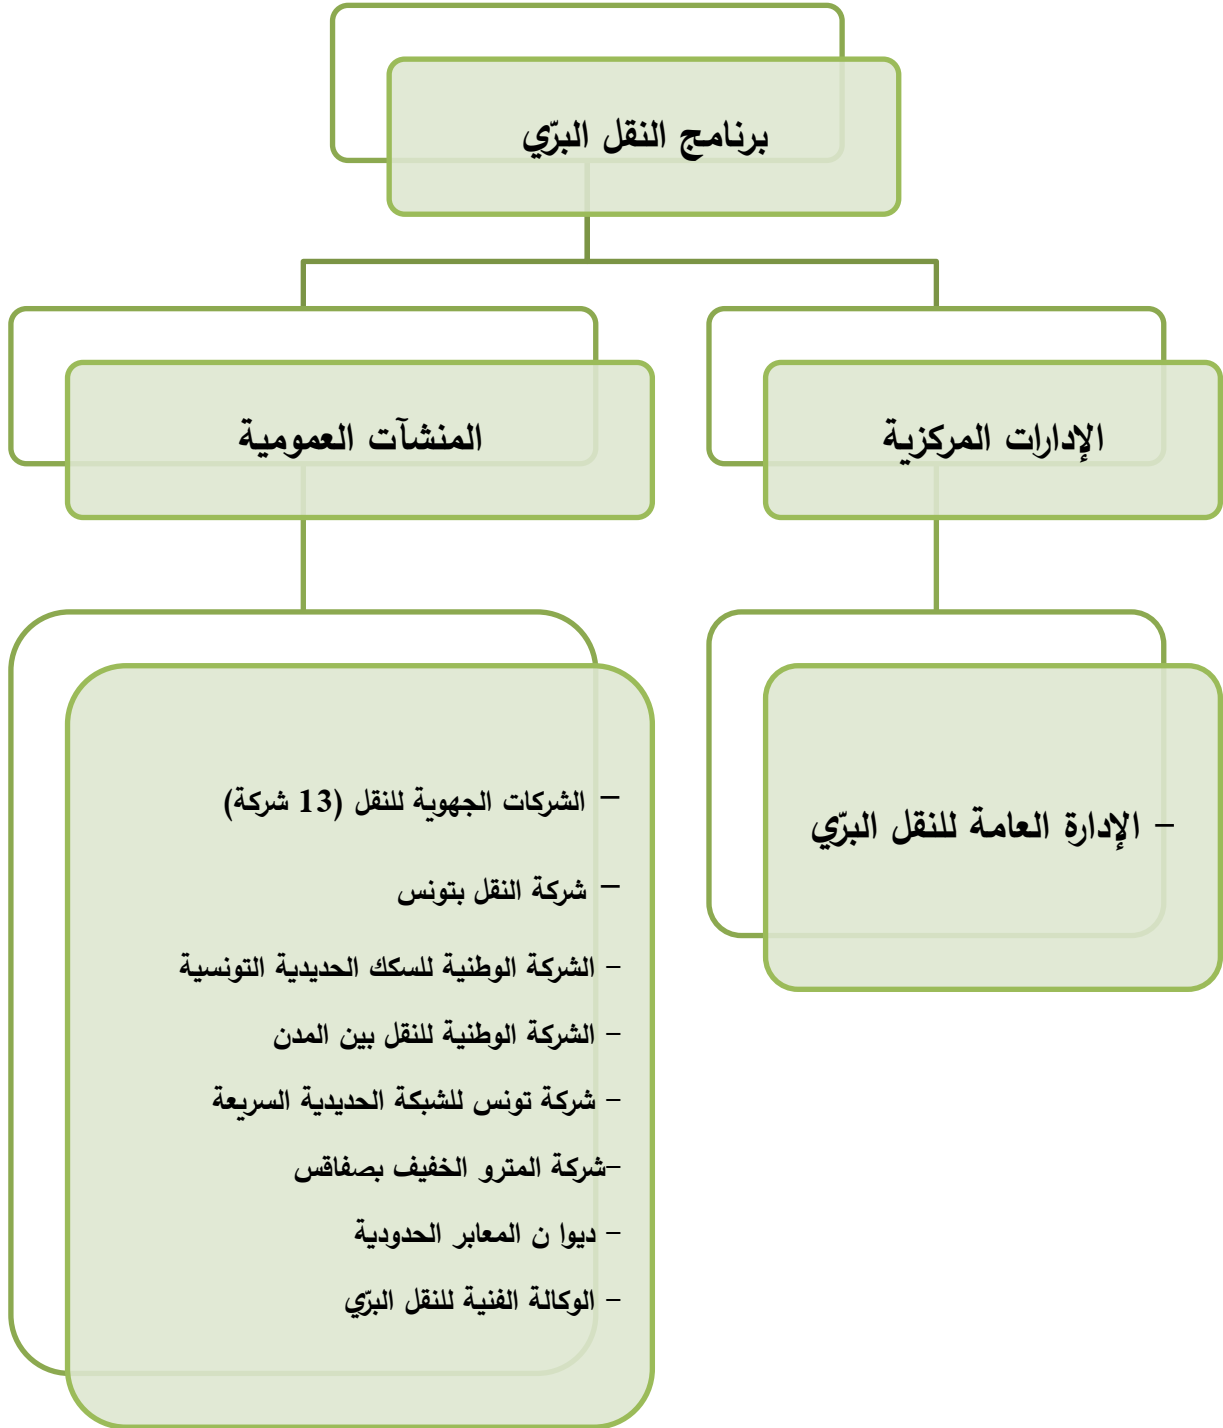 برنامج النقل البرّي
الإدارات المركزية
المنشآت العمومية
- الإدارة العامة للنقل البرّي
- الشركات الجهوية للنقل (13 شركة)
- شركة النقل بتونس
- الشركة الوطنية للسكك الحديدية التونسية
- الشركة الوطنية للنقل بين المدن
- شركة تونس للشبكة الحديدية السريعة
-شركة المترو الخفيف بصفاقس
- ديوا ن المعابر الحدودية
- الوكالة الفنية للنقل البرّي